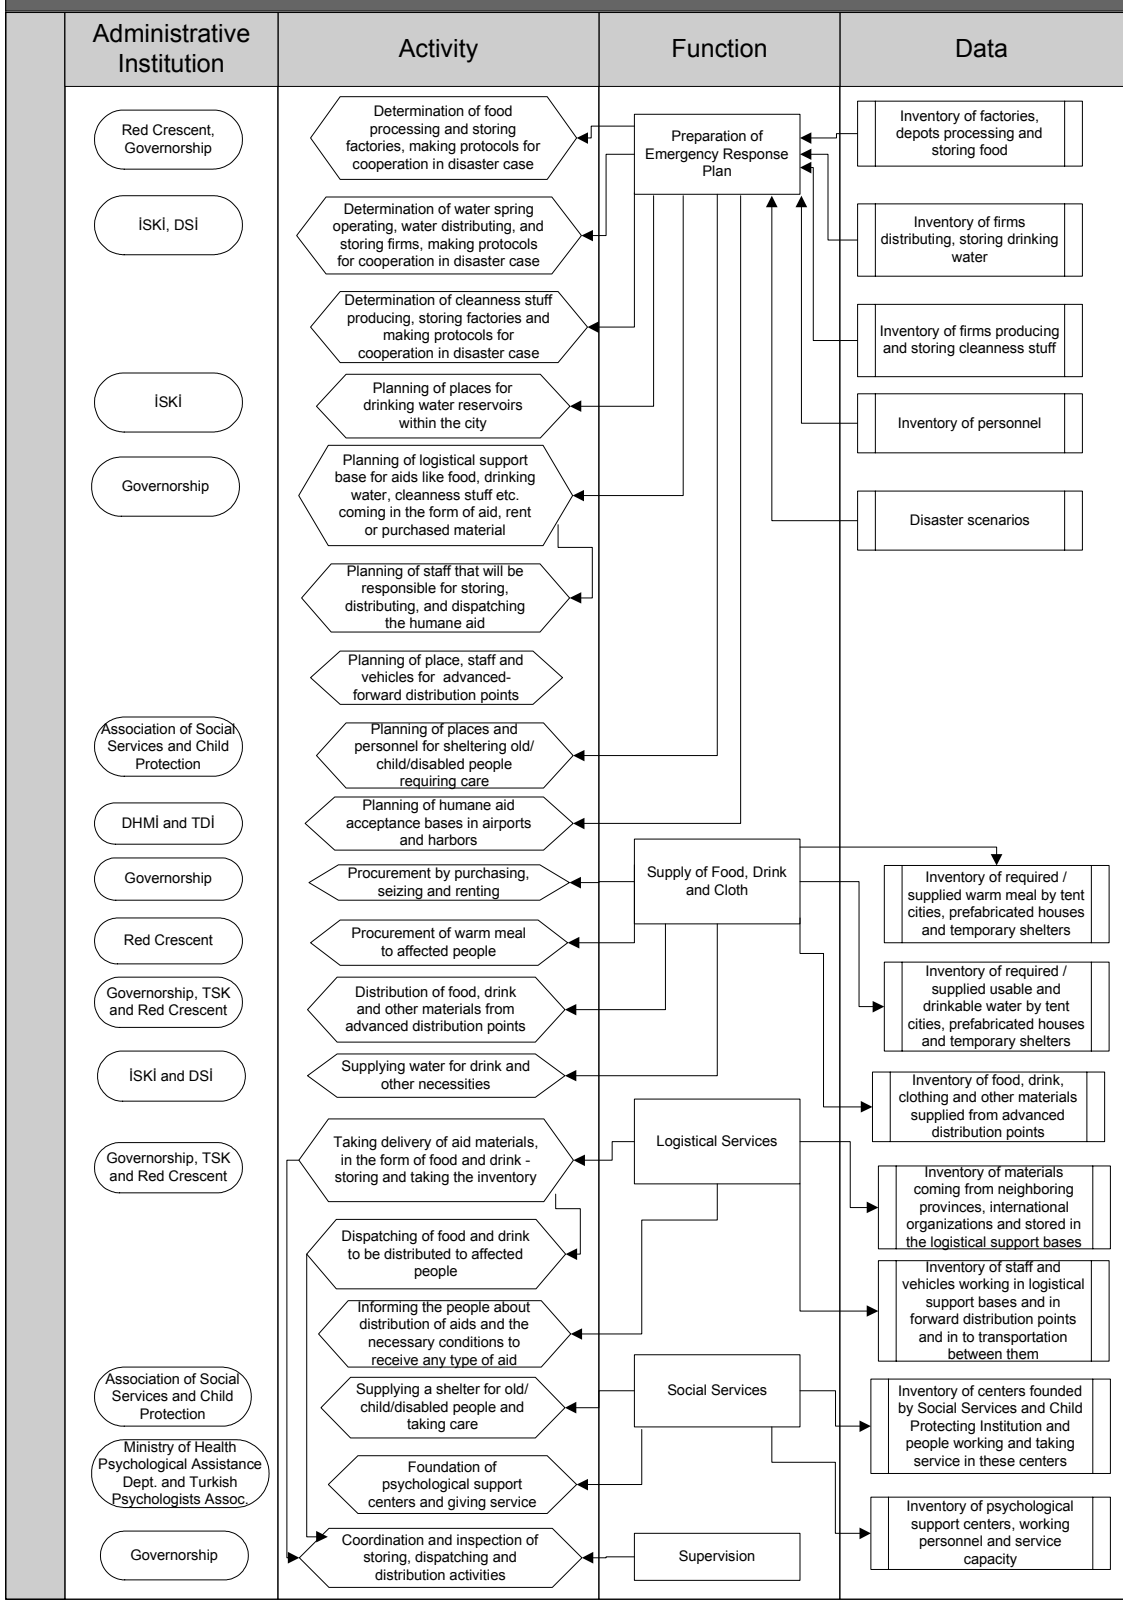 Administrative
Institution
Activity
Function
Data
Red Crescent,
Governorship
Determination of food
processing and storing
factories, making protocols for
cooperation in disaster case
Preparation of
Emergency Response
Plan
Inventory of factories,
depots processing and
storing food
İSKİ, DSİ
Determination of water spring
operating, water distributing, and
storing firms, making protocols
for cooperation in disaster case
Inventory of firms
distributing, storing drinking
water
Determination of cleanness stuff
producing, storing factories and
making protocols for
cooperation in disaster case
Inventory of firms producing
and storing cleanness stuff
İSKİ
Planning of places for
drinking water reservoirs
within the city
Inventory of personnel
Governorship
Planning of logistical support
base for aids like food, drinking
water, cleanness stuff etc.
coming in the form of aid, rent
or purchased material
Disaster scenarios
Planning of staff that will be
responsible for storing,
distributing, and dispatching
the humane aid
Planning of place, staff and
vehicles for advanced-
forward distribution points
Association of Social
Services and Child
Protection
Planning of places and
personnel for sheltering old/
child/disabled people
requiring care
DHMİ and TDİ
Planning of humane aid
acceptance bases in airports
and harbors
Governorship
Procurement by purchasing,
seizing and renting
Supply of Food, Drink
and Cloth
Inventory of required /
supplied warm meal by tent
cities, prefabricated houses
and temporary shelters
Red Crescent
Procurement of warm meal
to affected people
Governorship, TSK
and Red Crescent
Distribution of food, drink
and other materials from
advanced distribution points
Inventory of required /
supplied usable and
drinkable water by tent
cities, prefabricated houses
and temporary shelters
İSKİ and DSİ
Supplying water for drink and
other necessities
Inventory of food, drink,
clothing and other materials
supplied from advanced
distribution points
Governorship, TSK
and Red Crescent
Taking delivery of aid materials,
in the form of food and drink -
storing and taking the inventory
Logistical Services
Inventory of materials
coming from neighboring
provinces, international
organizations and stored in
the logistical support bases
Dispatching of food and drink
to be distributed to affected
people
Inventory of staff and
vehicles working in logistical
support bases and in
forward distribution points
and in to transportation
between them
Informing the people about
distribution of aids and the
necessary conditions to
receive any type of aid
Association of Social
Services and Child
Protection
Supplying a shelter for old/
child/disabled people and
taking care
Social Services
Inventory of centers founded
by Social Services and Child
Protecting Institution and
people working and taking
service in these centers
Ministry of Health
Psychological Assistance
Dept. and Turkish
Psychologists Assoc.
Foundation of
psychological support
centers and giving service
Inventory of psychological
support centers, working
personnel and service
capacity
Governorship
Coordination and inspection of
storing, dispatching and
distribution activities
Supervision